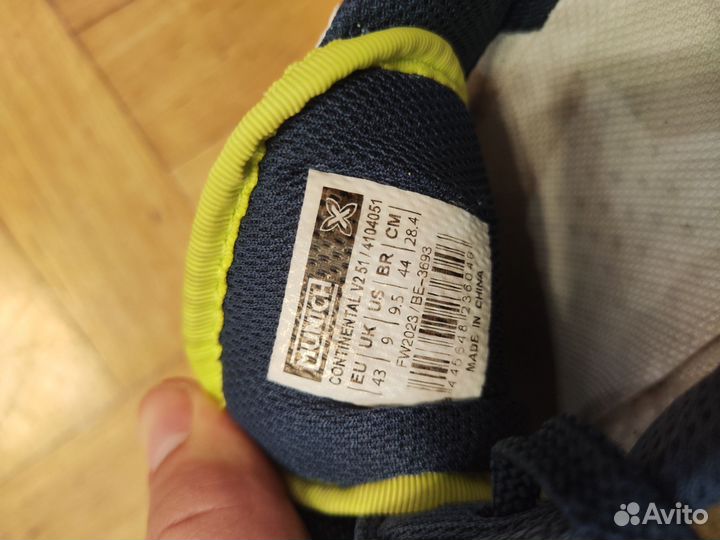 MUNICH
CONTINENTAL V2 51 / 4104051
EU UK US BR CM
43 9 9.5 44 28.4
FW2023 / BE-3693
MADE IN CHINA
Avito